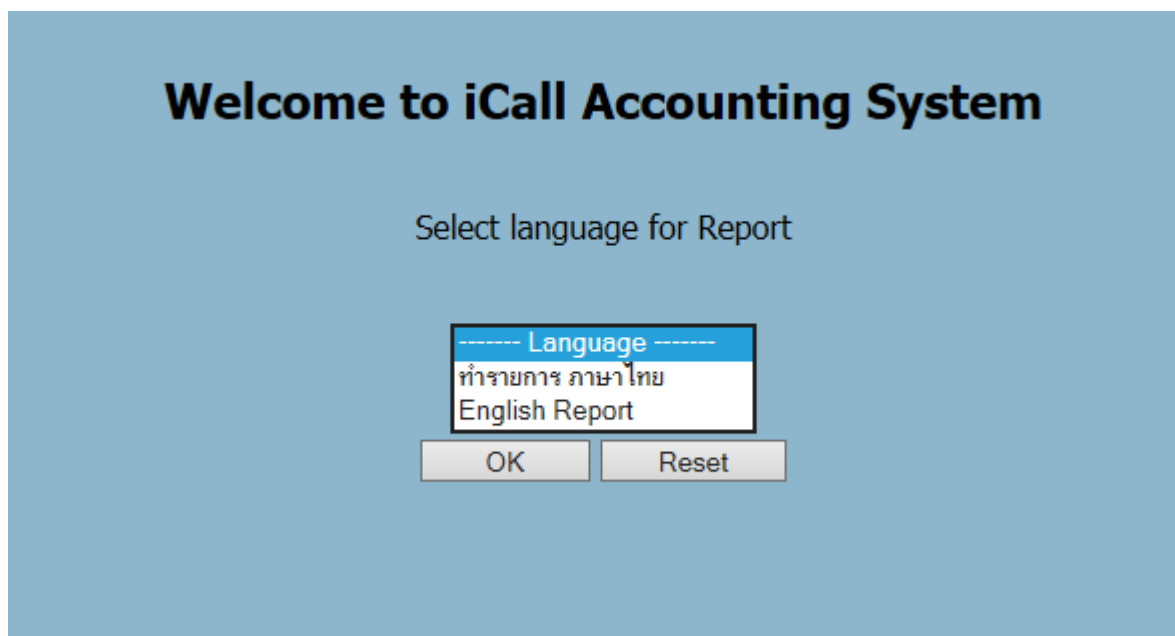 Welcome to iCall Accounting System
Select language for Report
------- Language -------
ทำรายการ ภาษาไทย
English Report
OK
Reset